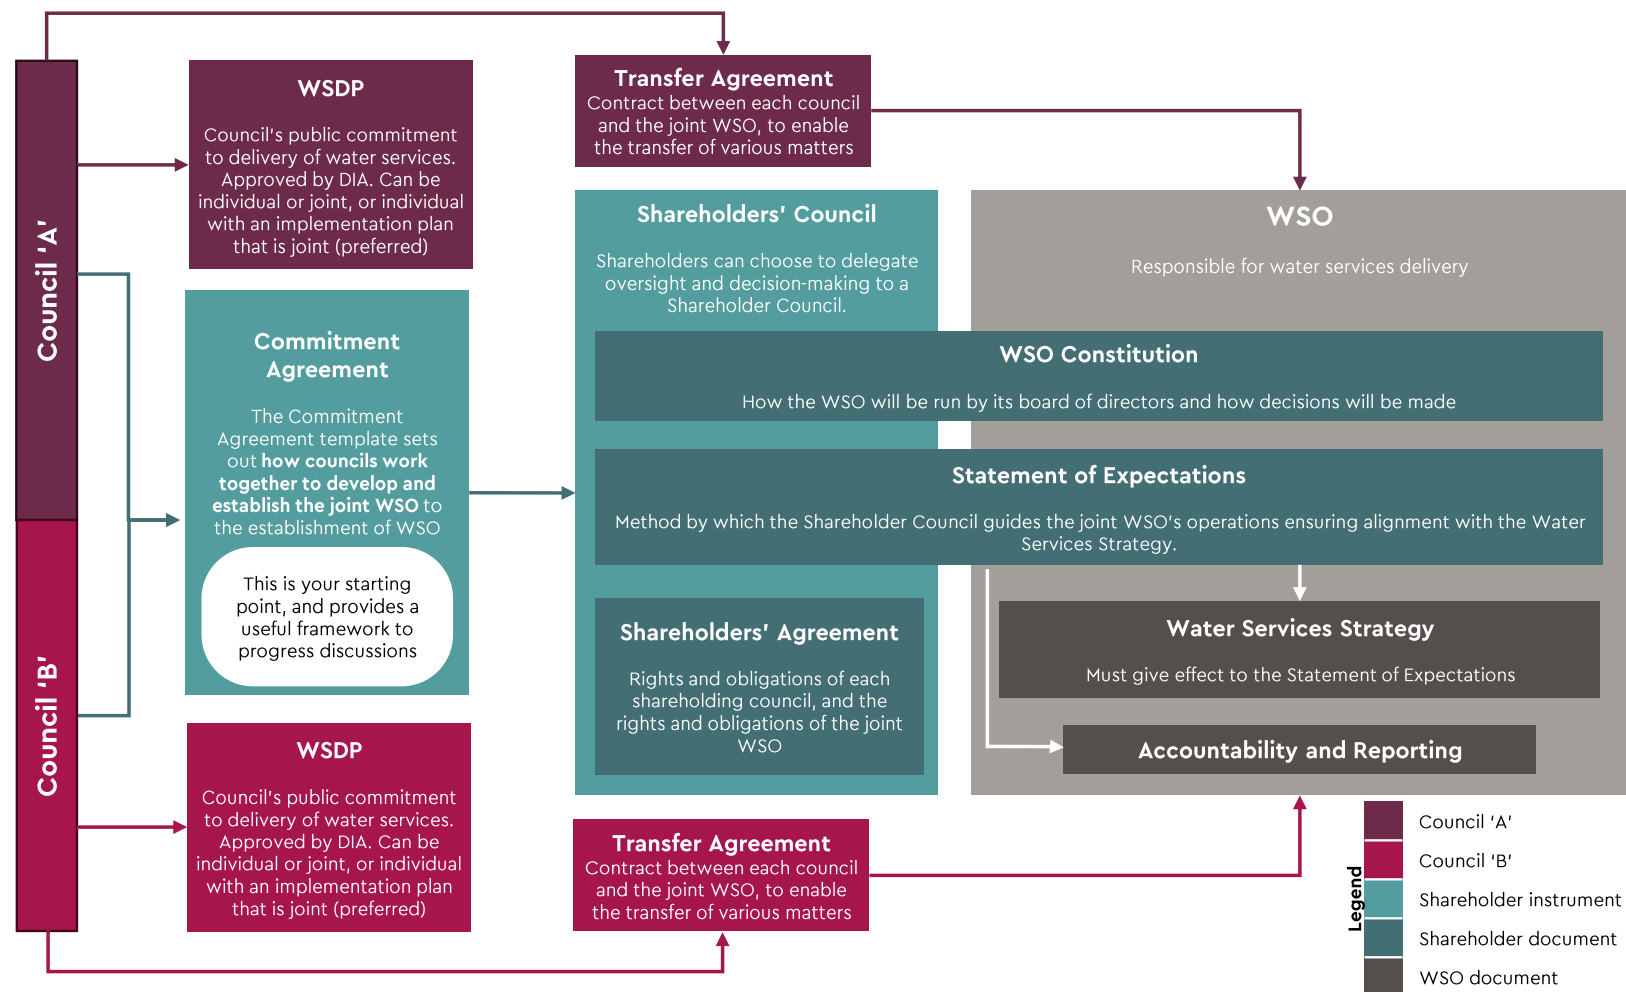 Council 'A'
Council 'B'
WSDP
Council's public commitment
to delivery of water services.
Approved by DIA. Can be
individual or joint, or individual
with an implementation plan
that is joint (preferred)
Commitment
Agreement
The Commitment
Agreement template sets
out how councils work
together to develop and
establish the joint WSO to
the establishment of WSO
This is your starting
point, and provides a
useful framework to
progress discussions
WSDP
Council's public commitment
to delivery of water services.
Approved by DIA. Can be
individual or joint, or individual
with an implementation plan
that is joint (preferred)
Transfer Agreement
Contract between each council
and the joint WSO, to enable
the transfer of various matters
Shareholders' Council
Shareholders can choose to delegate
oversight and decision-making to a
Shareholder Council.
WSO
Responsible for water services delivery
WSO Constitution
How the WSO will be run by its board of directors and how decisions will be made
Statement of Expectations
Method by which the Shareholder Council guides the joint WSO's operations ensuring alignment with the Water
Services Strategy.
Shareholders' Agreement
Rights and obligations of each
shareholding council, and the
rights and obligations of the joint
WSO
Water Services Strategy
Must give effect to the Statement of Expectations
Accountability and Reporting
Transfer Agreement
Contract between each council
and the joint WSO, to enable
the transfer of various matters
Legend
Council 'A'
Council 'B'
Shareholder instrument
Shareholder document
WSO document